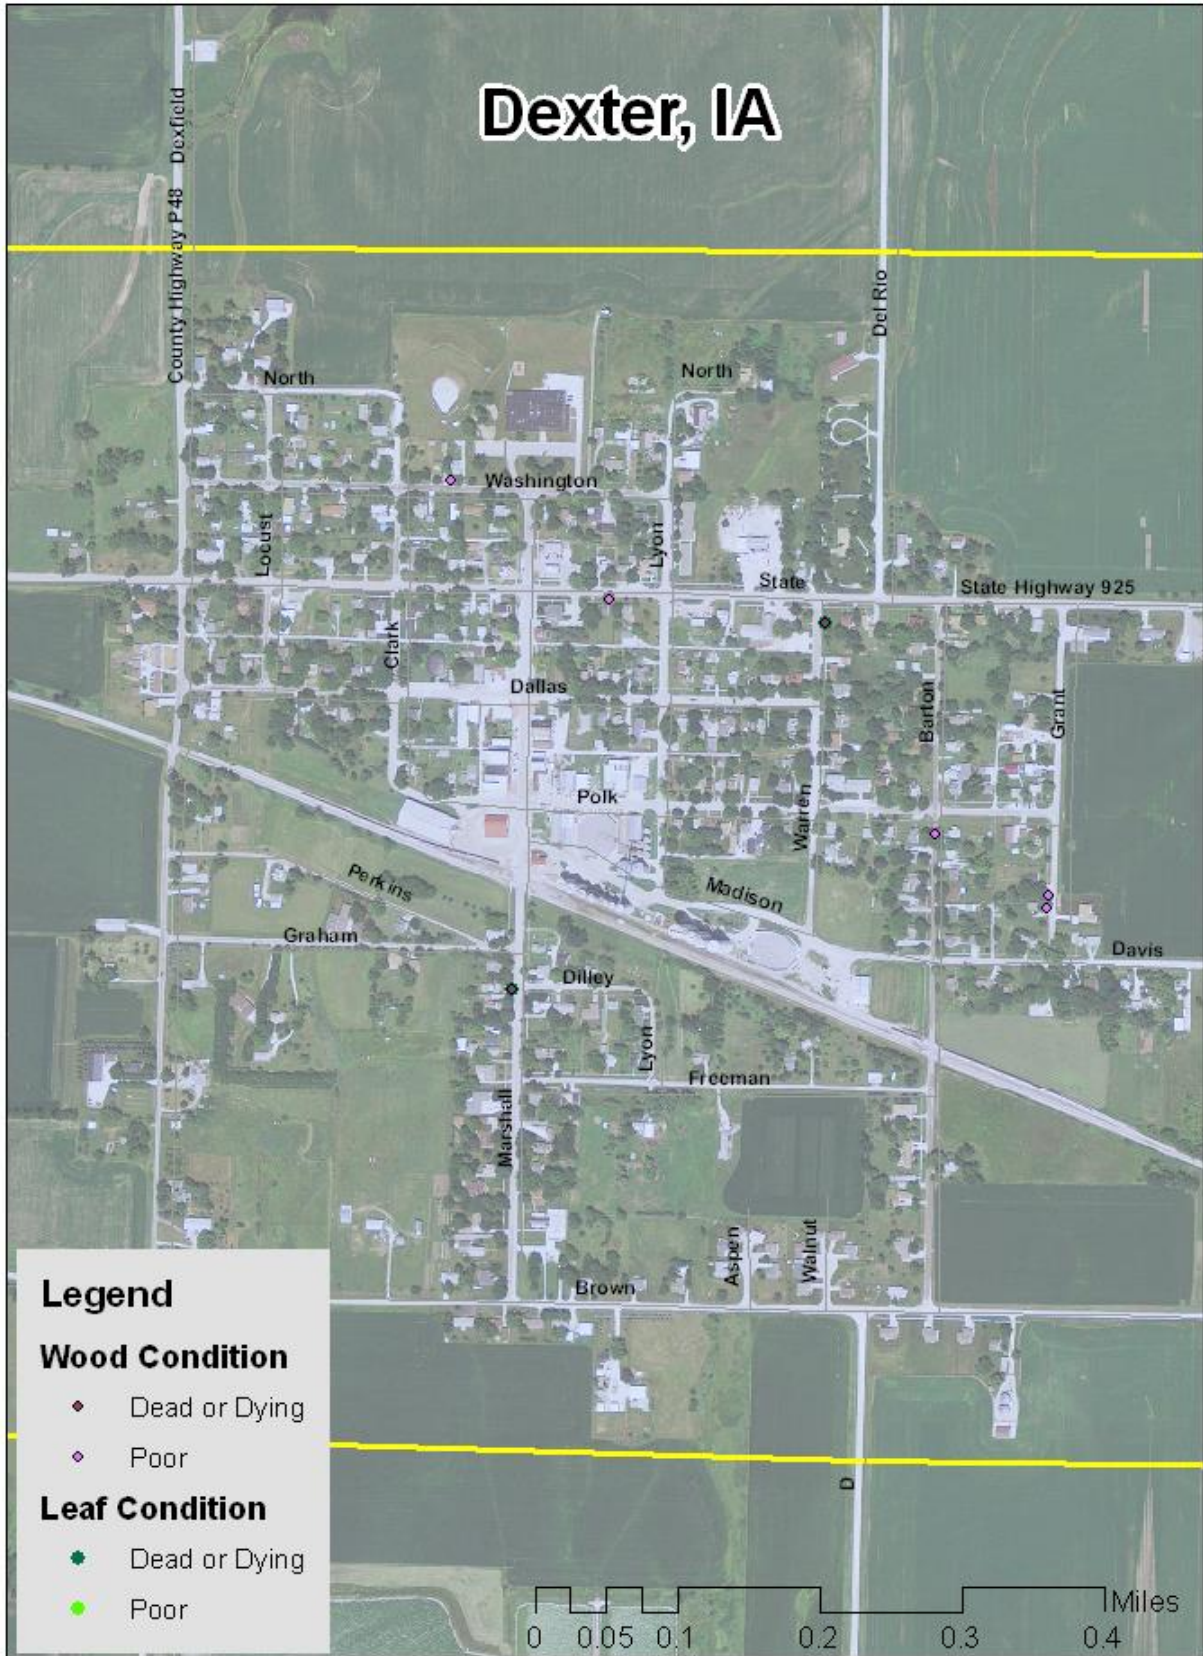 Dexter, IA
County Highway P48 Dexfield
Del Rio
North
North
Washington
Locust
Lyon
State
State Highway 925
Clark
Dallas
Barton
Grant
Polk
Warren
Perkins
Madison
Graham
Davis
Dilley
Lyon
Freeman
Marshall
Aspen
Walnut
Brown
D
Legend
Wood Condition
Dead or Dying
Poor
Leaf Condition
Dead or Dying
Poor
Miles
0 0.05 0.1 0.2 0.3 0.4